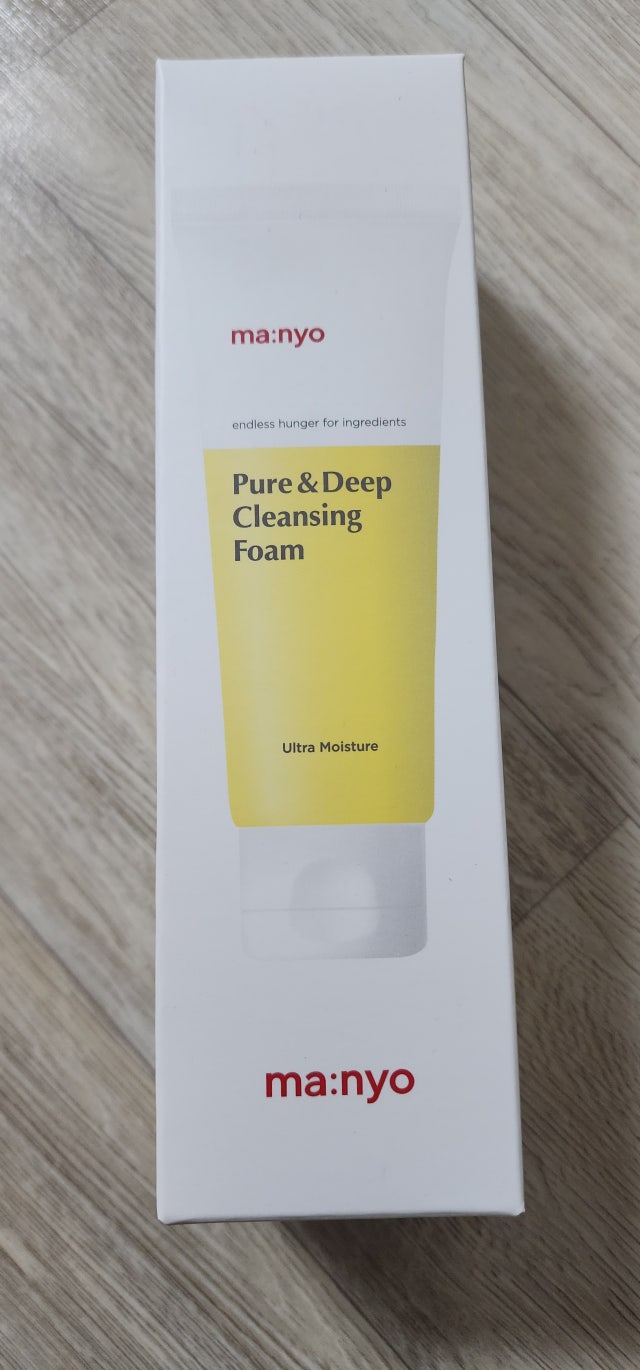 ma:nyo
endless hunger for ingredients
Pure & Deep
Cleansing
Foam
Ultra Moisture
ma:nyo